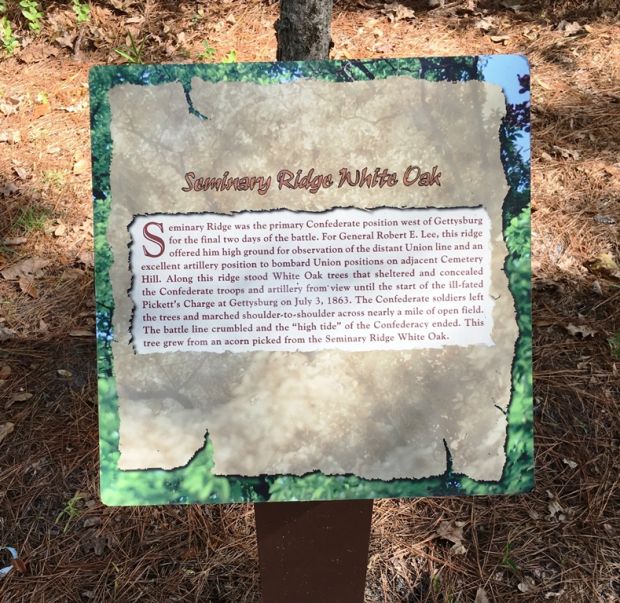 Seminary Ridge White Oak
Seminary Ridge was the primary Confederate position west of Gettysburg
for the final two days of the battle. For General Robert E. Lee, this ridge
offered him high ground for observation of the distant Union line and an
excellent artillery position to bombard Union positions on adjacent Cemetery
Hill. Along this ridge stood White Oak trees that sheltered and concealed
the Confederate troops and artillery from view until the start of the ill-fated
Pickett's Charge at Gettysburg on July 3, 1863. The Confederate soldiers left
the trees and marched shoulder-to-shoulder across nearly a mile of open field.
The battle line crumbled and the “high tide” of the Confederacy ended. This
tree grew from an acorn picked from the Seminary Ridge White Oak.